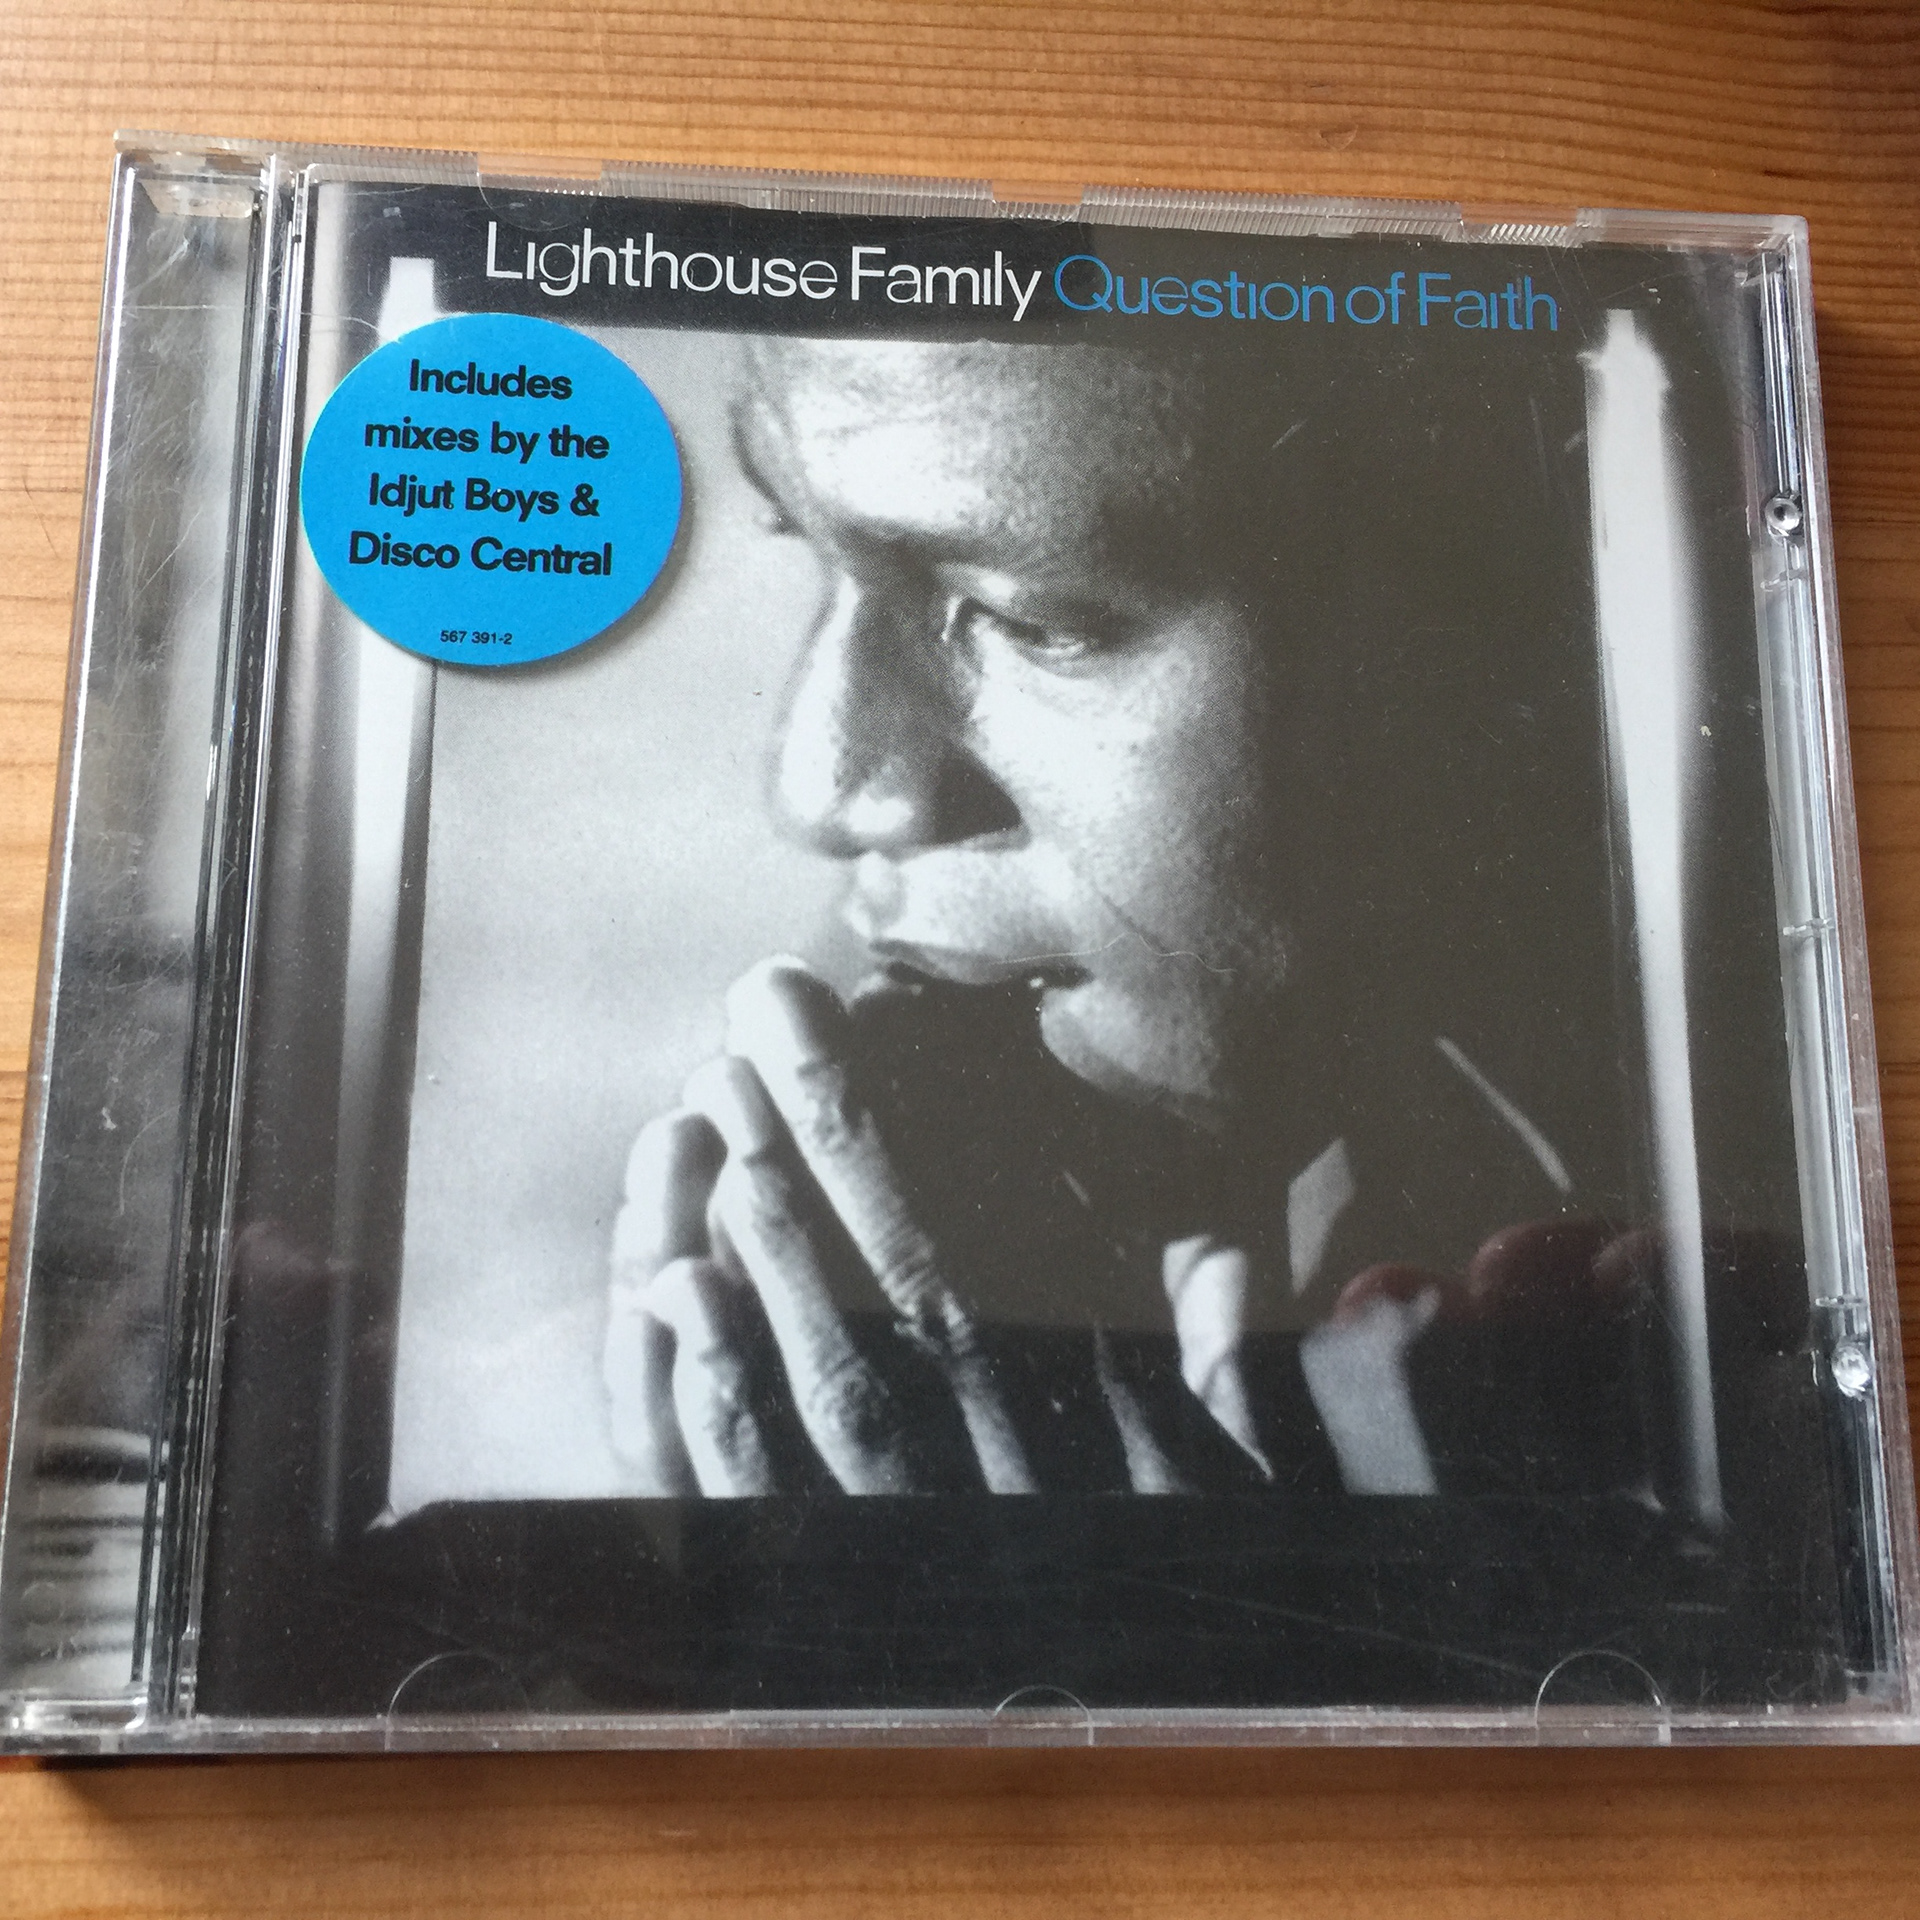 Lighthouse Family Question of Faith
Includes
mixes by the
Idjut Boys &
Disco Central
567 391-2